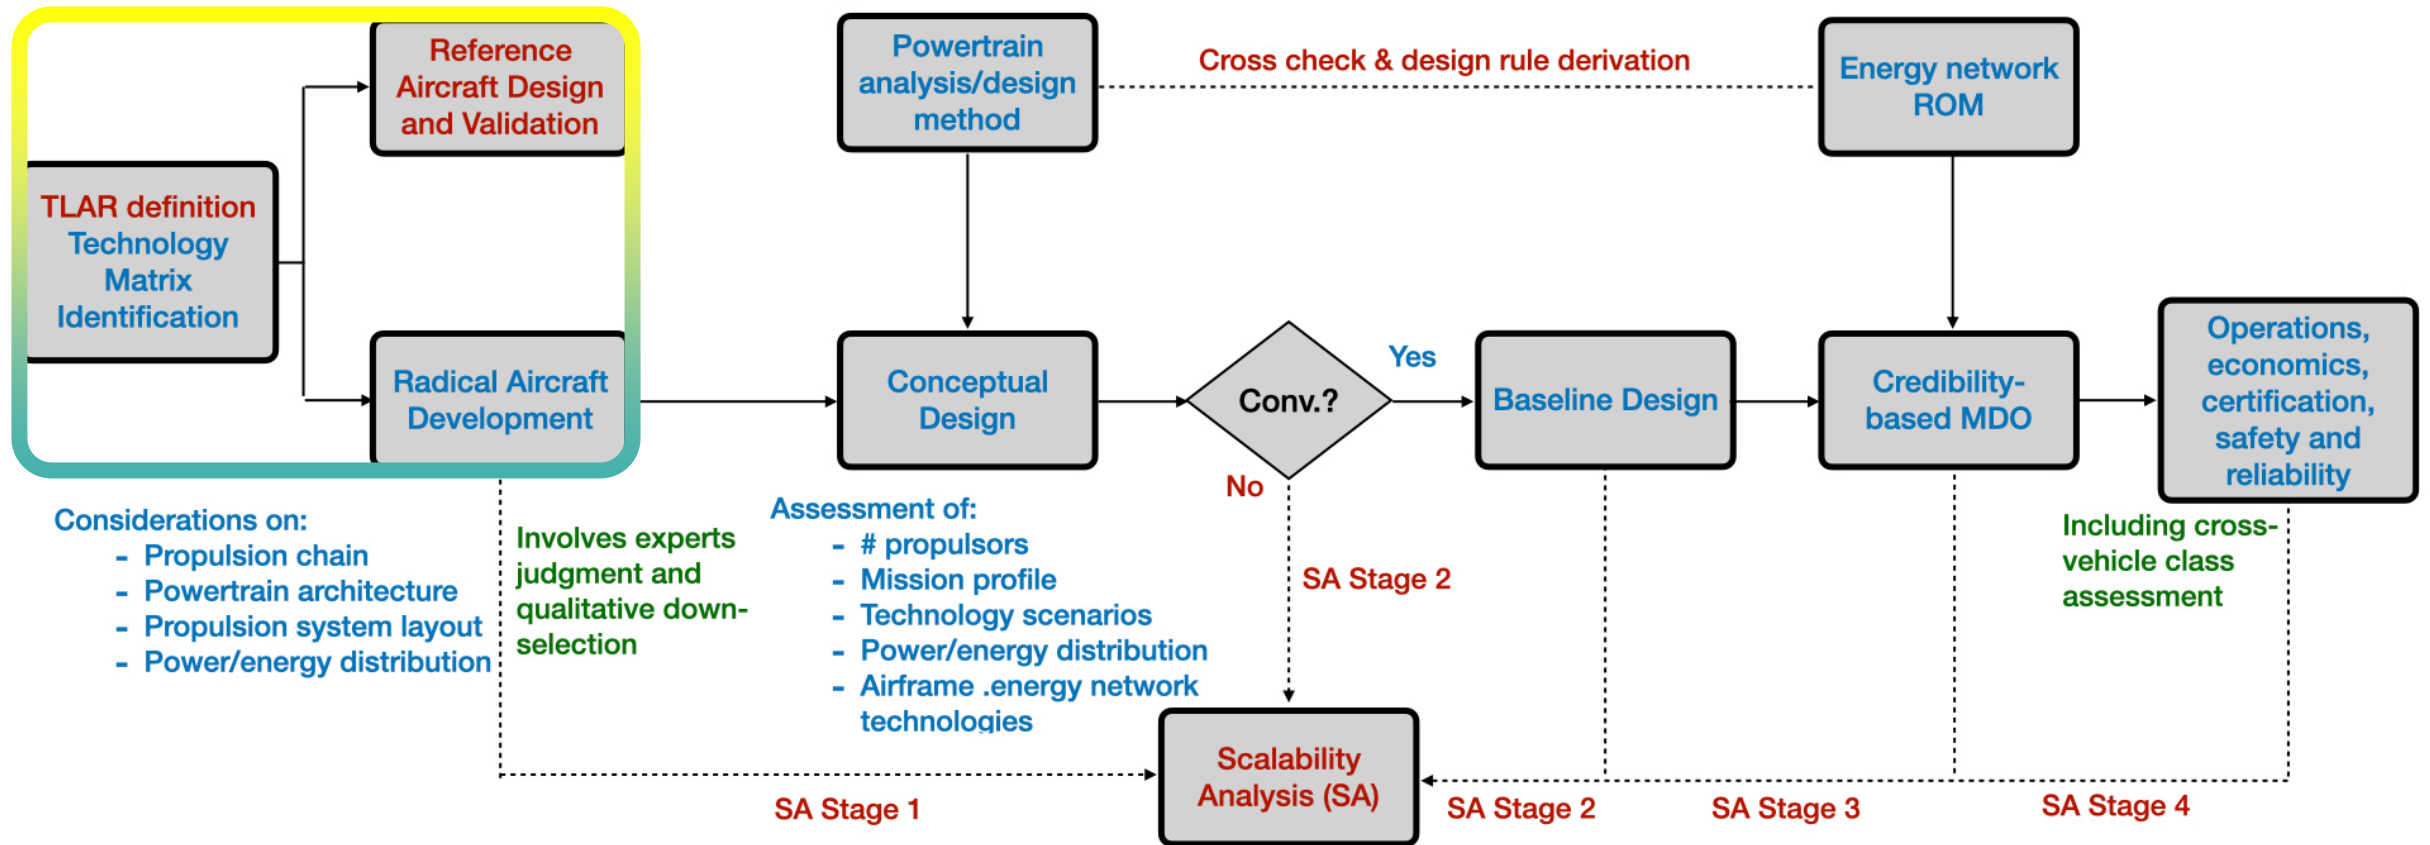 Reference
Aircraft Design
and Validation
TLAR definition
Technology
Matrix
Identification
Radical Aircraft
Development
Powertrain
analysis/design
method
Cross check & design rule derivation
Energy network
ROM
Conceptual
Design
Conv.?
Yes
No
Baseline Design
Credibility-
based MDO
Operations,
economics,
certification,
safety and
reliability
Considerations on:
- Propulsion chain
- Powertrain architecture
- Propulsion system layout
- Power/energy distribution
Involves experts
judgment and
qualitative down-
selection
Assessment of:
- # propulsors
- Mission profile
- Technology scenarios
- Power/energy distribution
- Airframe .energy network
technologies
SA Stage 2
Including cross-
vehicle class
assessment
Scalability
Analysis (SA)
SA Stage 1
SA Stage 2
SA Stage 3
SA Stage 4